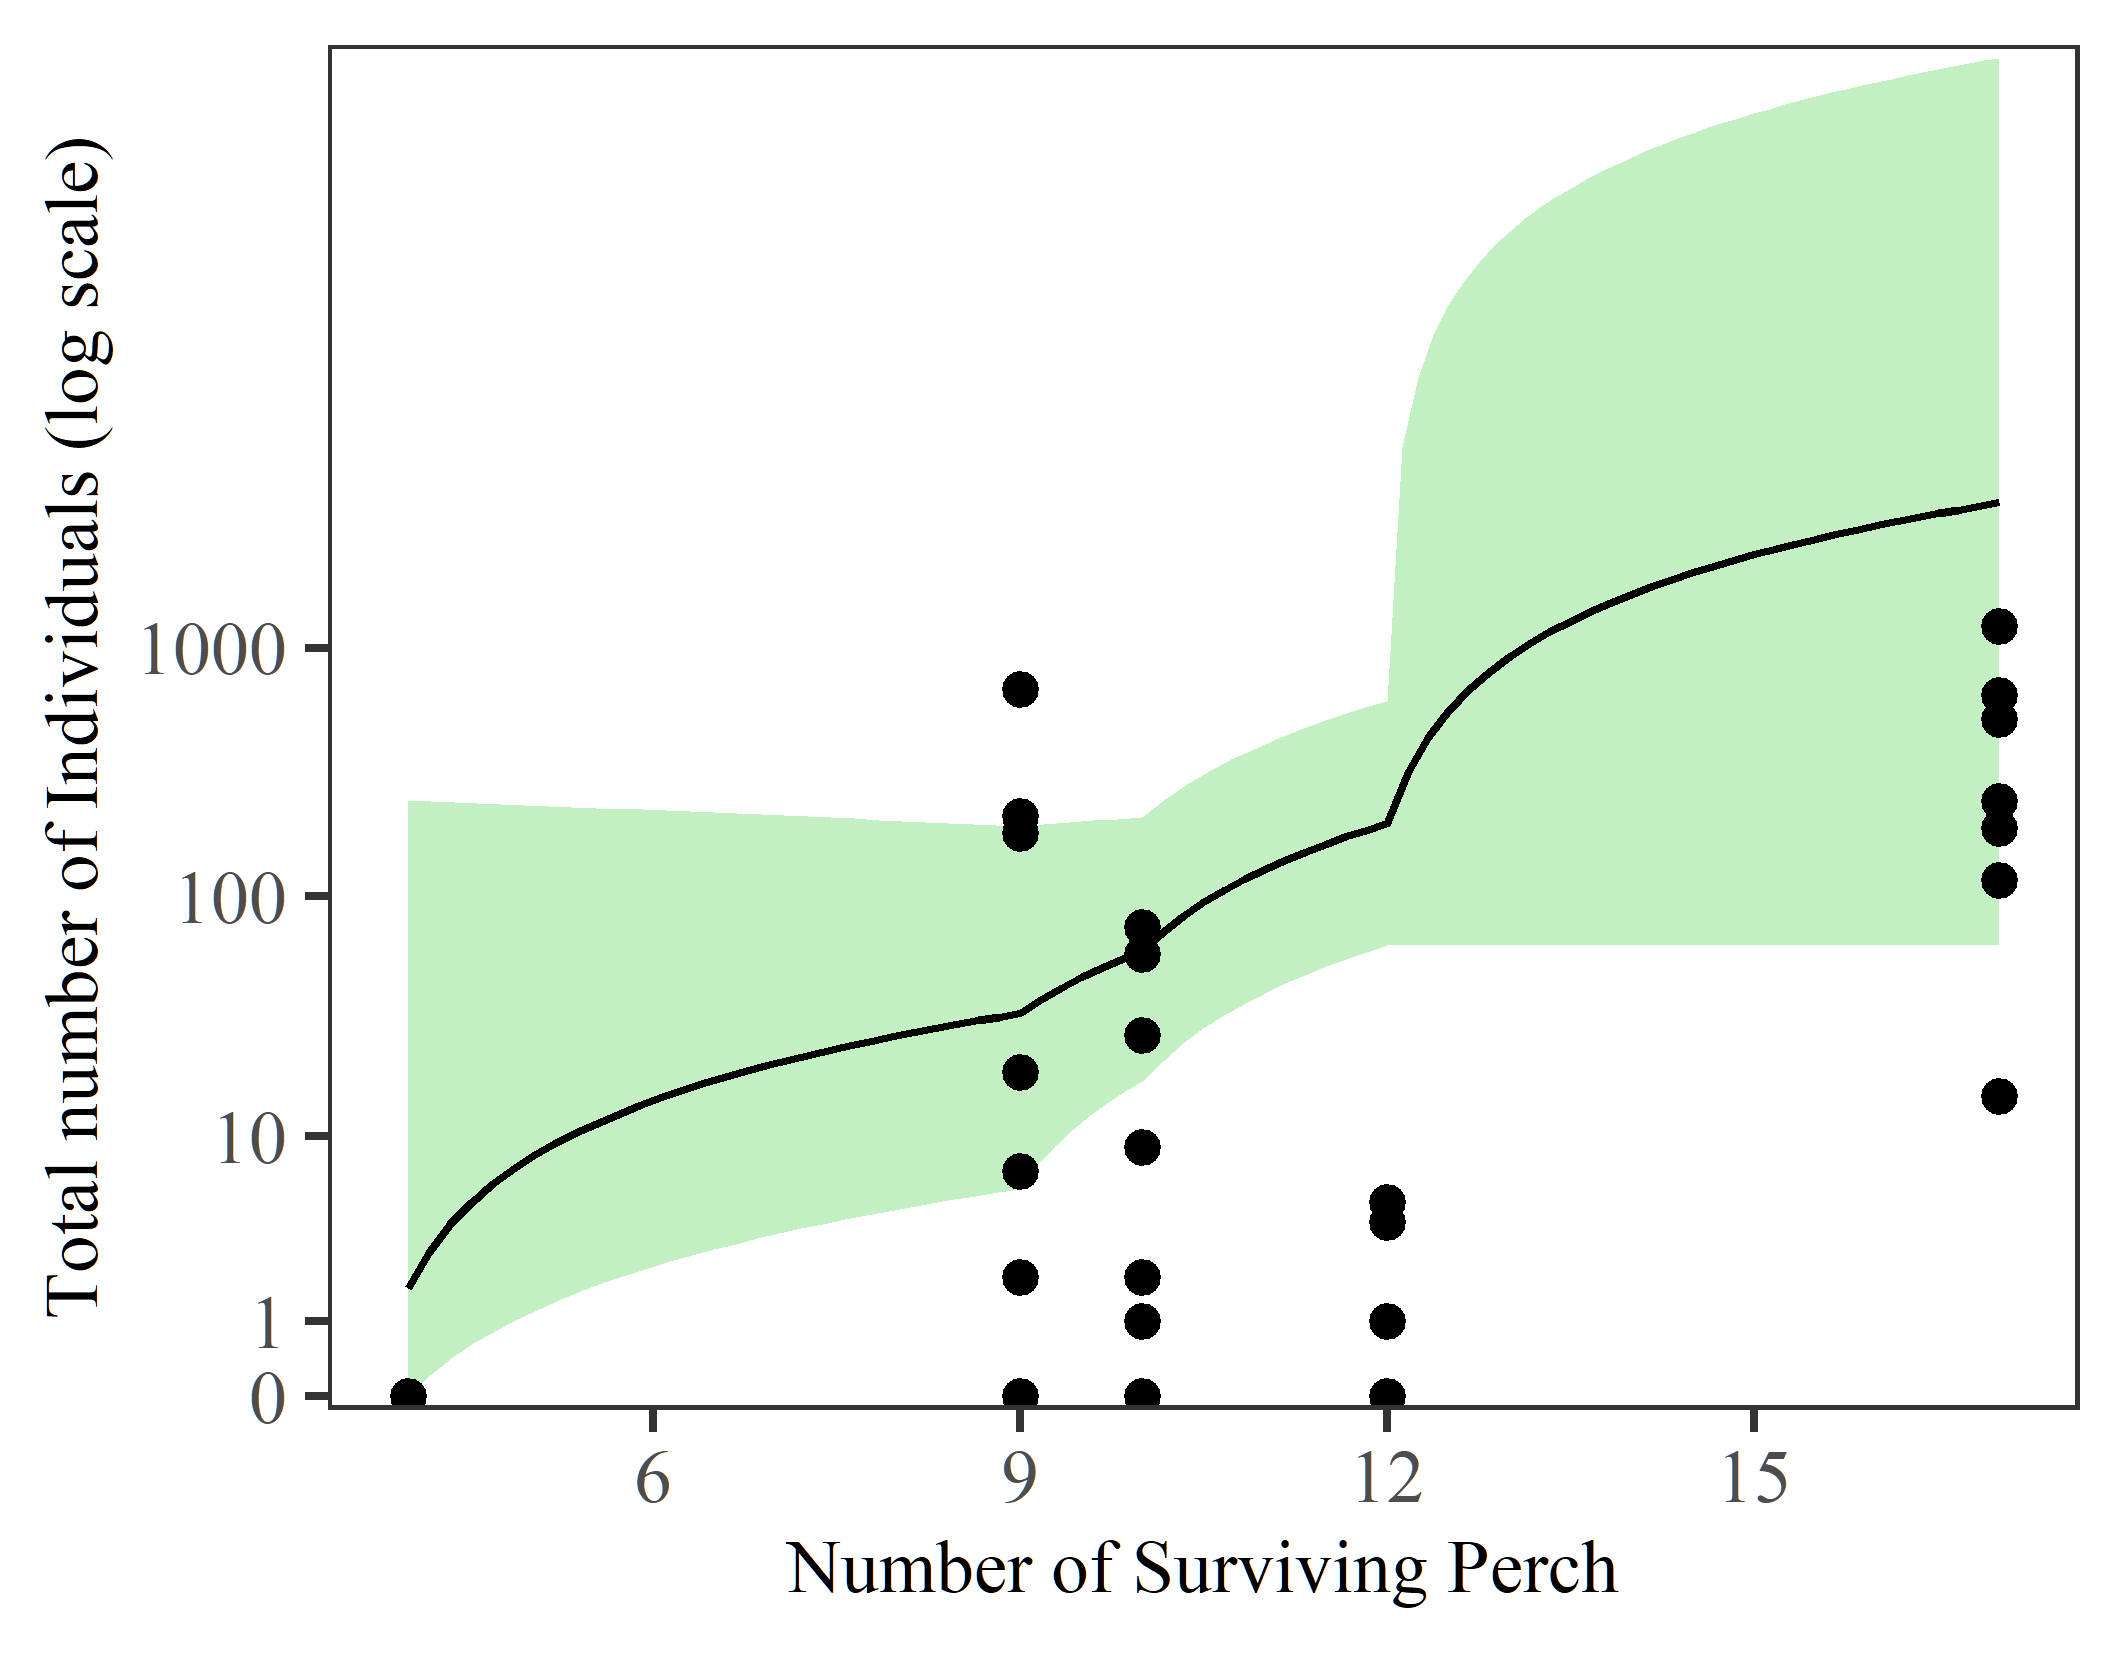 Total number of Individuals (log scale)
1000
100
10
1
0
6 9 12 15
Number of Surviving Perch